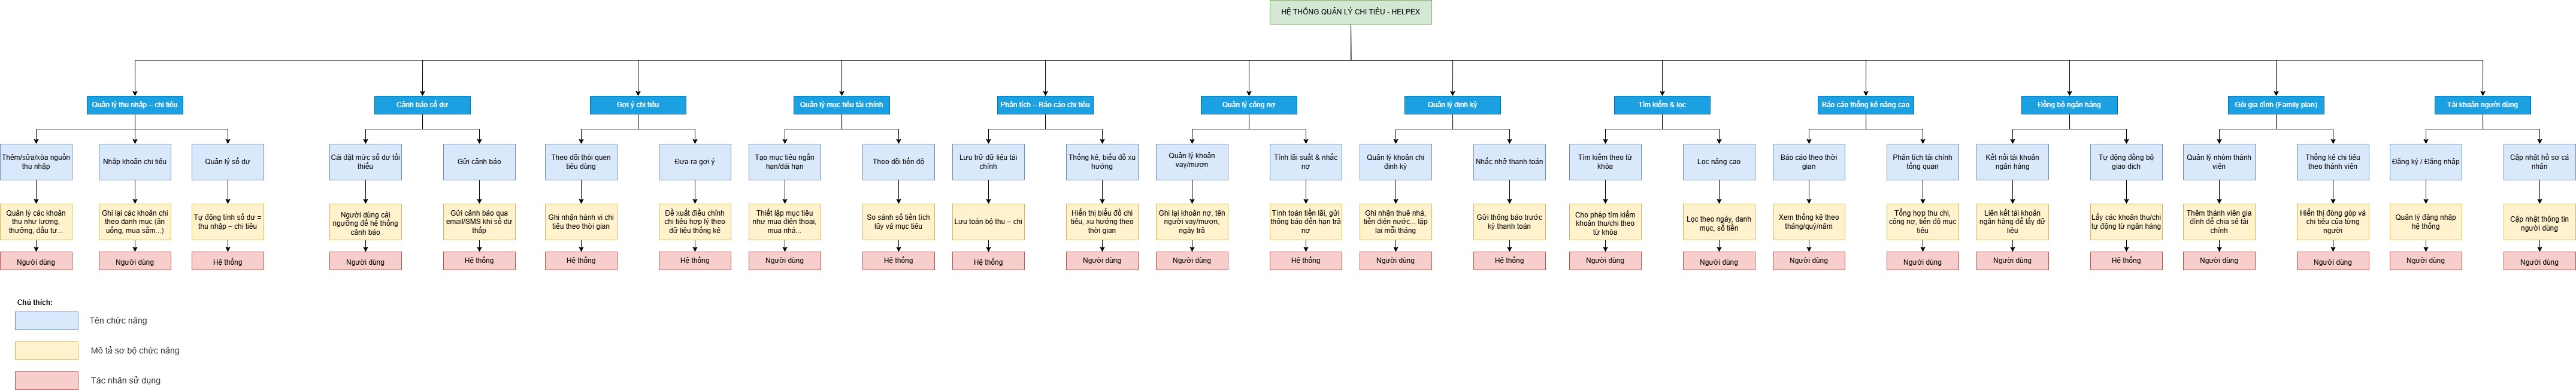 HỆ THỐNG QUẢN LÝ CHI TIÊU - HELPEX
Quản lý thu nhập – chi tiêu
Cảnh báo số dư
Gợi ý chi tiêu
Quản lý mục tiêu tài chính
Phân tích – Báo cáo chi tiêu
Quản lý công nợ
Quản lý định kỳ
Tìm kiếm & lọc
Báo cáo thống kê nâng cao
Đồng bộ ngân hàng
Gói gia đình (Family plan)
Tài khoản người dùng
Thêm/sửa/xóa nguồn
thu nhập
Nhập khoản chi tiêu
Quản lý số dư
Cài đặt mức số dư tối
thiểu
Gửi cảnh báo
Theo dõi thói quen
tiêu dùng
Đưa ra gợi ý
Tạo mục tiêu ngắn
hạn/dài hạn
Theo dõi tiến độ
Lưu trữ dữ liệu tài
chính
Thống kê, biểu đồ xu
hướng
Quản lý khoản
vay/mượn
Tính lãi suất & nhắc
nợ
Quản lý khoản chi
định kỳ
Nhắc nhở thanh toán
Tìm kiếm theo từ
khóa
Lọc nâng cao
Báo cáo theo thời
gian
Phân tích tài chính
tổng quan
Kết nối tài khoản
ngân hàng
Tự động đồng bộ
giao dịch
Quản lý nhóm thành
viên
Thống kê chi tiêu
theo thành viên
Đăng ký / Đăng nhập
Cập nhật hồ sơ cá
nhân
Quản lý các khoản
thu như lương,
thưởng, đầu tư...
Ghi lại các khoản chi
theo danh mục (ăn
uống, mua sắm...)
Tự động tính số dư =
thu nhập – chi tiêu
Người dùng cài
ngưỡng để hệ thống
cảnh báo
Gửi cảnh báo qua
email/SMS khi số dư
thấp
Ghi nhận hành vi chi
tiêu theo thời gian
Đề xuất điều chỉnh
chi tiêu hợp lý theo
dữ liệu thống kê
Thiết lập mục tiêu
như mua điện thoại,
mua nhà...
So sánh số tiền tích
lũy và mục tiêu
Lưu toàn bộ thu – chi
Hiển thị biểu đồ chi
tiêu, xu hướng theo
thời gian
Ghi lại khoản nợ, tên
người vay/mượn,
ngày trả
Tính toán tiền lãi, gửi
thông báo đến hạn trả
nợ
Ghi nhận thuê nhà,
tiền điện nước... lặp
lại mỗi tháng
Gửi thông báo trước
kỳ thanh toán
Cho phép tìm kiếm
khoản thu/chi theo
từ khóa
Lọc theo ngày, danh
mục, số tiền
Xem thống kê theo
tháng/quý/năm
Tổng hợp thu chi,
công nợ, tiến độ mục
tiêu
Liên kết tài khoản
ngân hàng để lấy dữ
liệu
Lấy các khoản thu/chi
tự động từ ngân hàng
Thêm thành viên gia
đình để chia sẻ tài
chính
Hiển thị đóng góp và
chi tiêu của từng
người
Quản lý đăng nhập
hệ thống
Cập nhật thông tin
người dùng
Người dùng
Người dùng
Hệ thống
Người dùng
Hệ thống
Hệ thống
Hệ thống
Người dùng
Hệ thống
Hệ thống
Người dùng
Người dùng
Hệ thống
Người dùng
Hệ thống
Người dùng
Người dùng
Người dùng
Người dùng
Người dùng
Hệ thống
Người dùng
Người dùng
Người dùng
Người dùng
Chú thích:
Tên chức năng
Mô tả sơ bộ chức năng
Tác nhân sử dụng